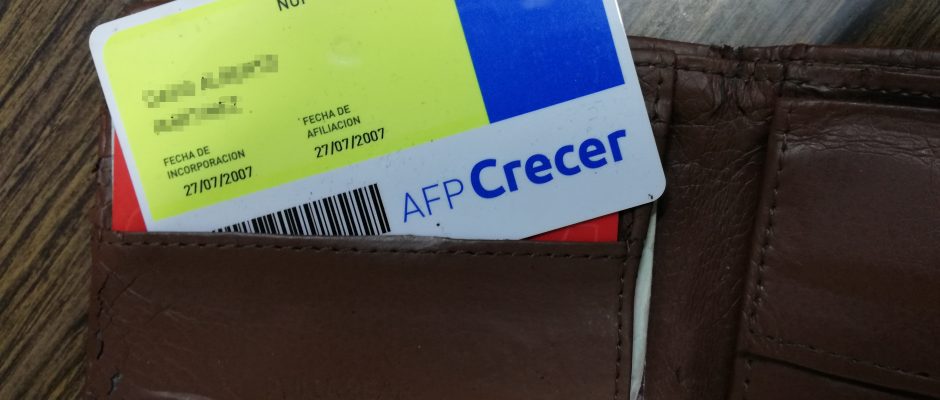 FECHA DE
INCORPORACION
27/07/2007
FECHA DE
AFILIACION
27/07/2007
AFP Crecer